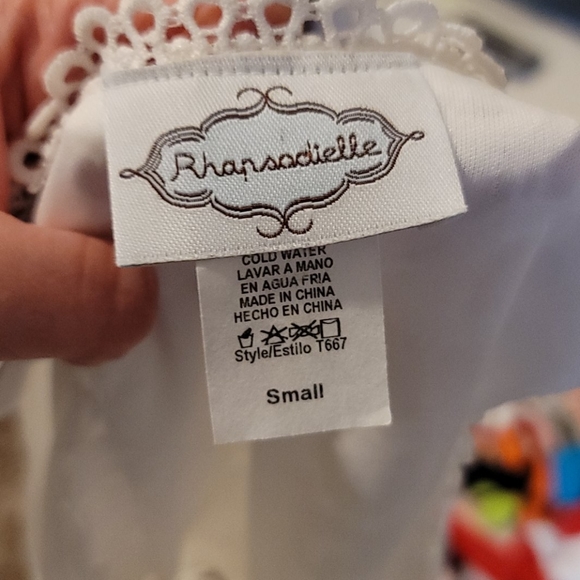 Rhapsodielle
COLD WATER
LAVAR A MANO
EN AGUA FRIA
MADE IN CHINA
HECHO EN CHINA
Style/Estilo T667
Small